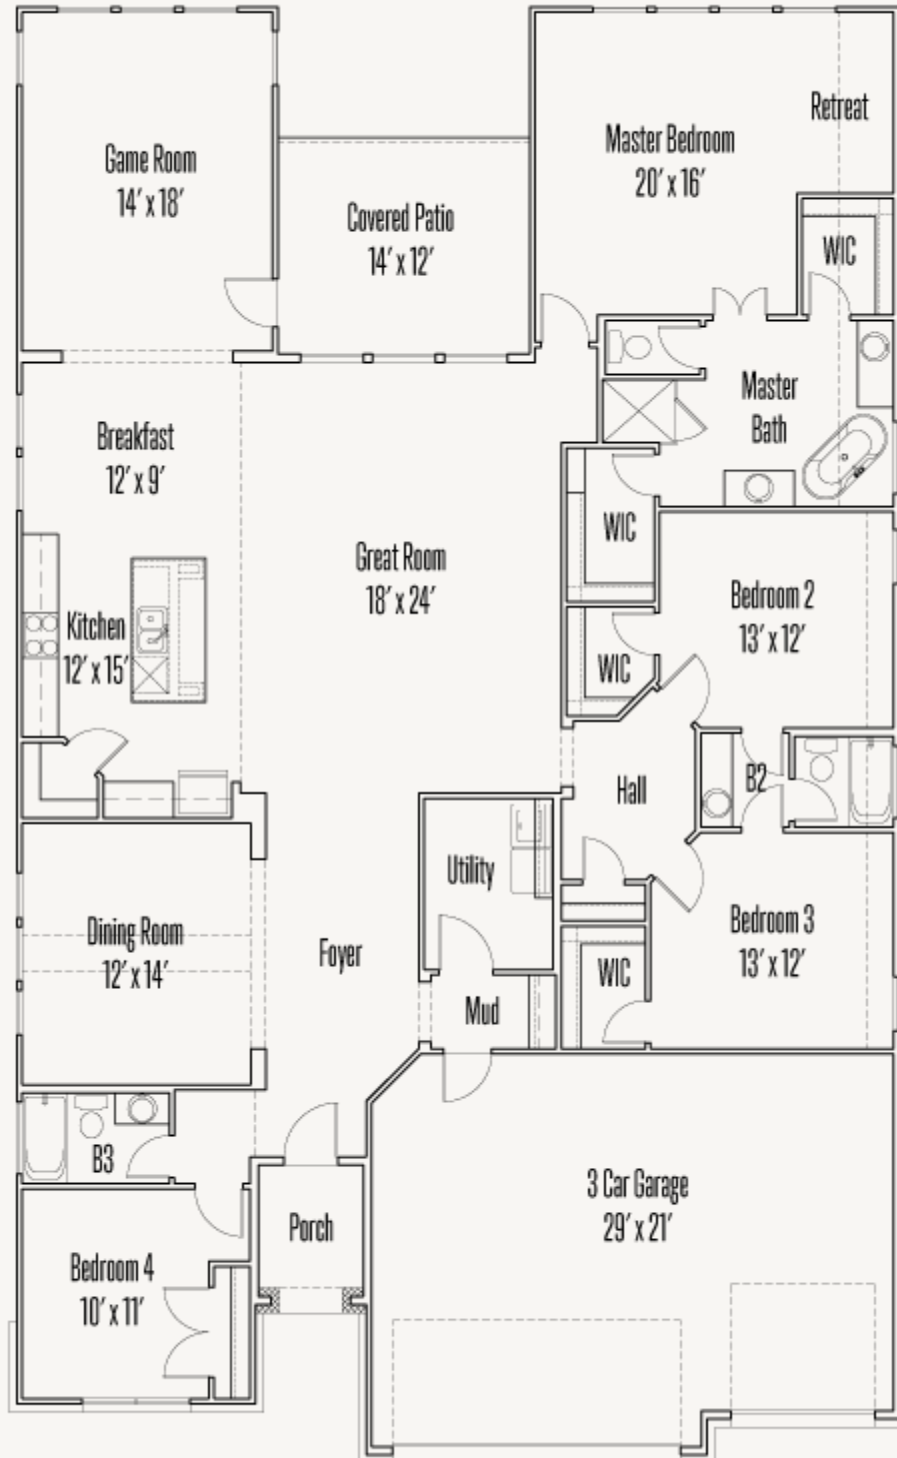 Retreat
Master Bedroom
20' x 16'
Game Room
14' x 18'
Covered Patio
14' x 12'
WIC
Master
Bath
Breakfast
12' x 9'
WIC
Great Room
18' x 24'
Bedroom 2
13' x 12'
Kitchen
12' x 15'
WIC
B2
Hall
Utility
Bedroom 3
13' x 12'
Dining Room
12' x 14'
Foyer
WIC
Mud
B3
3 Car Garage
29' x 21'
Porch
Bedroom 4
10' x 11'